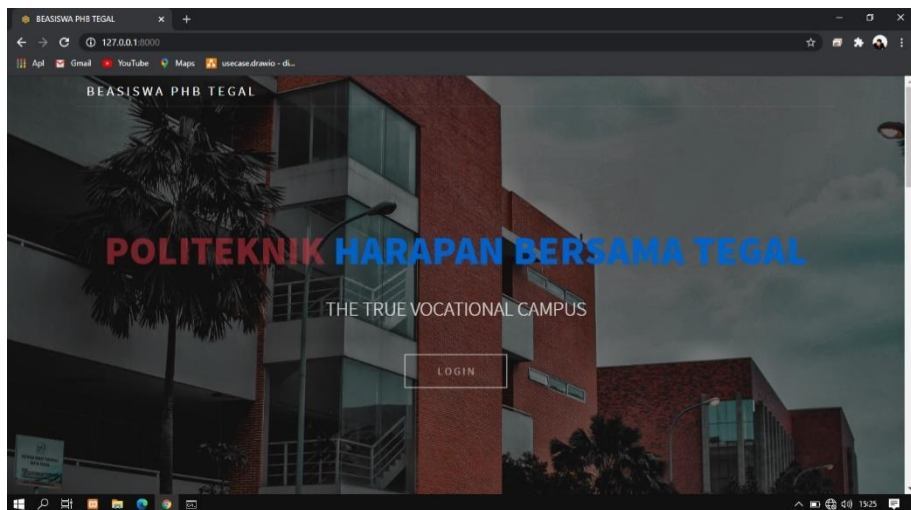 BEASISWA PHB TEGAL
127.0.0.1:8000
Apl Gmail YouTube Maps usecase.drawio - di...
BEASISWA PHB TEGAL
POLITEKNIK HARAPAN BERSAMA TEGAL
THE TRUE VOCATIONAL CAMPUS
LOGIN
15:25